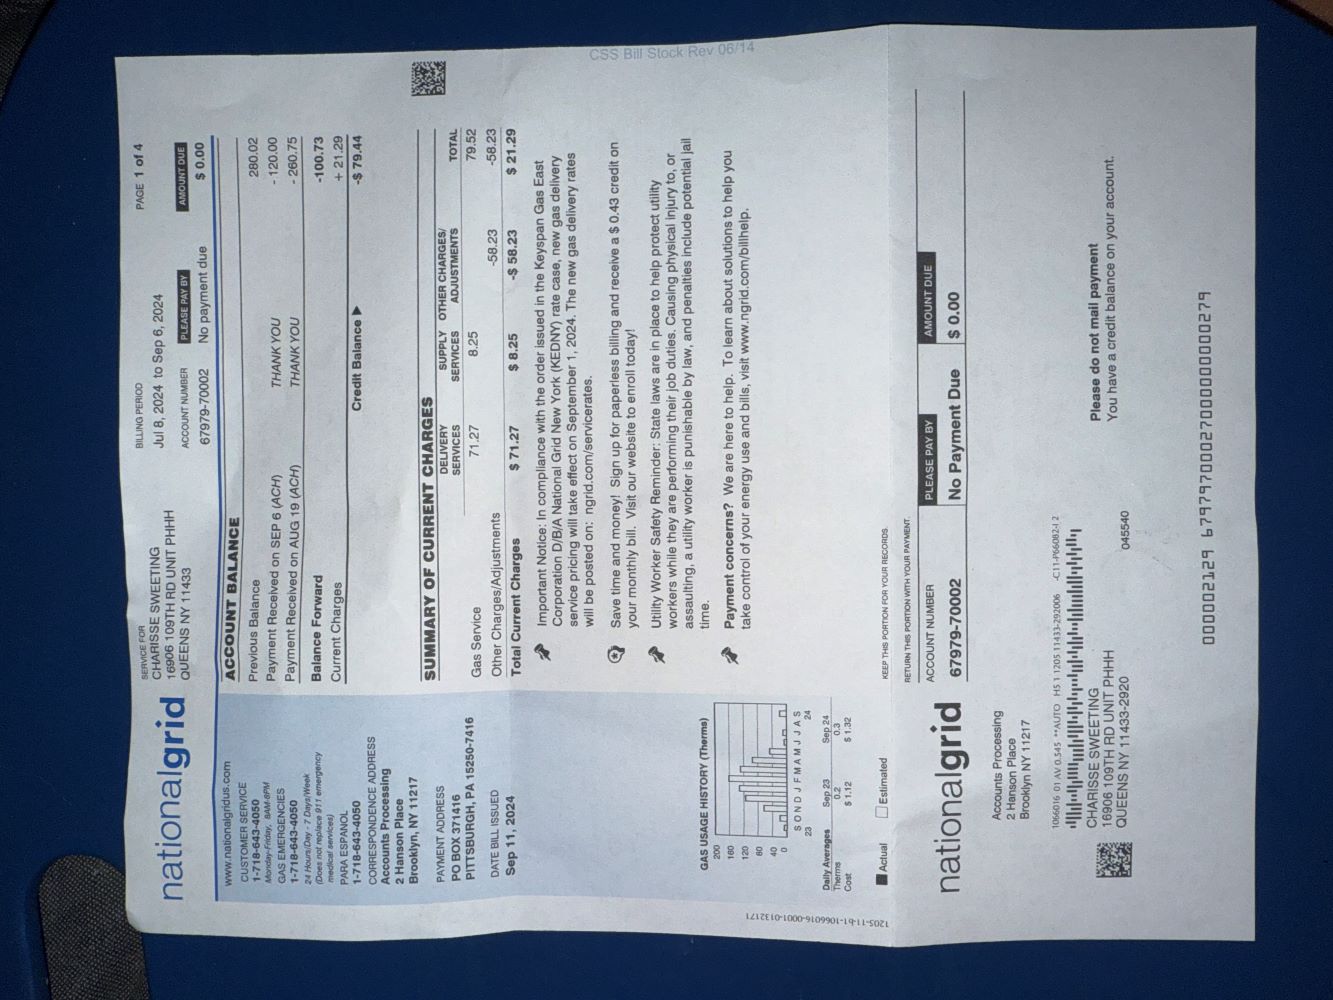 nationalgrid
SERVICE FOR
CHARISSE SWEETING
16906 109TH RD UNIT PHHH
QUEENS NY 11433
BILLING PERIOD
Jul 8, 2024 to Sep 6, 2024
PAGE 1 of 4
ACCOUNT NUMBER
67979-70002
PLEASE PAY BY
No payment due
AMOUNT DUE
$ 0.00
www.nationalgridus.com
CUSTOMER SERVICE
1-718-643-4050
Monday-Friday, 8AM-8PM
GAS EMERGENCIES
1-718-643-4050
24 Hours/Day - 7 Days/Week
(Does not replace 911 emergency
medical services)
PARA ESPANOL
1-718-643-4050
CORRESPONDENCE ADDRESS
Accounts Processing
2 Hanson Place
Brooklyn, NY 11217
PAYMENT ADDRESS
PO BOX 371416
PITTSBURGH, PA 15250-7416
DATE BILL ISSUED
Sep 11, 2024
ACCOUNT BALANCE
Previous Balance 280.02
Payment Received on SEP 6 (ACH) THANK YOU - 120.00
Payment Received on AUG 19 (ACH) THANK YOU - 260.75
Balance Forward -100.73
Current Charges + 21.29
Credit Balance ▶ -$ 79.44
SUMMARY OF CURRENT CHARGES
DELIVERY SERVICES SUPPLY SERVICES OTHER CHARGES/ ADJUSTMENTS TOTAL
Gas Service 71.27 8.25 79.52
Other Charges/Adjustments -58.23 -58.23
Total Current Charges $ 71.27 $ 8.25 -$ 58.23 $ 21.29
Important Notice: In compliance with the order issued in the Keyspan Gas East
Corporation D/B/A National Grid New York (KEDNY) rate case, new gas delivery
service pricing will take effect on September 1, 2024. The new gas delivery rates
will be posted on: ngrid.com/servicerates.
Save time and money! Sign up for paperless billing and receive a $ 0.43 credit on
your monthly bill. Visit our website to enroll today!
Utility Worker Safety Reminder: State laws are in place to help protect utility
workers while they are performing their job duties. Causing physical injury to, or
assaulting, a utility worker is punishable by law, and penalties include potential jail
time.
Payment concerns? We are here to help. To learn about solutions to help you
take control of your energy use and bills, visit www.ngrid.com/billhelp.
CSS Bill Stock Rev 06/14
GAS USAGE HISTORY (Therms)
200
160
120
80
40
0
S O N D J F M A M J J A S
23 24
Daily Averages Sep 23 Sep 24
Therms 0.2 0.3
Cost $ 1.12 $ 1.32
Actual Estimated
1205-11-b1-1066016-0001-0132171
KEEP THIS PORTION FOR YOUR RECORDS.
RETURN THIS PORTION WITH YOUR PAYMENT.
nationalgrid
ACCOUNT NUMBER
67979-70002
PLEASE PAY BY
No Payment Due
AMOUNT DUE
$ 0.00
Accounts Processing
2 Hanson Place
Brooklyn NY 11217
1066016 01 AV 0.545 **AUTO H5 1 1205 11433-292006 -C11-P66082-I 2
CHARISSE SWEETING
16906 109TH RD UNIT PHHH
QUEENS NY 11433-2920
045540
Please do not mail payment
You have a credit balance on your account.
000002129 67979700027000000000279